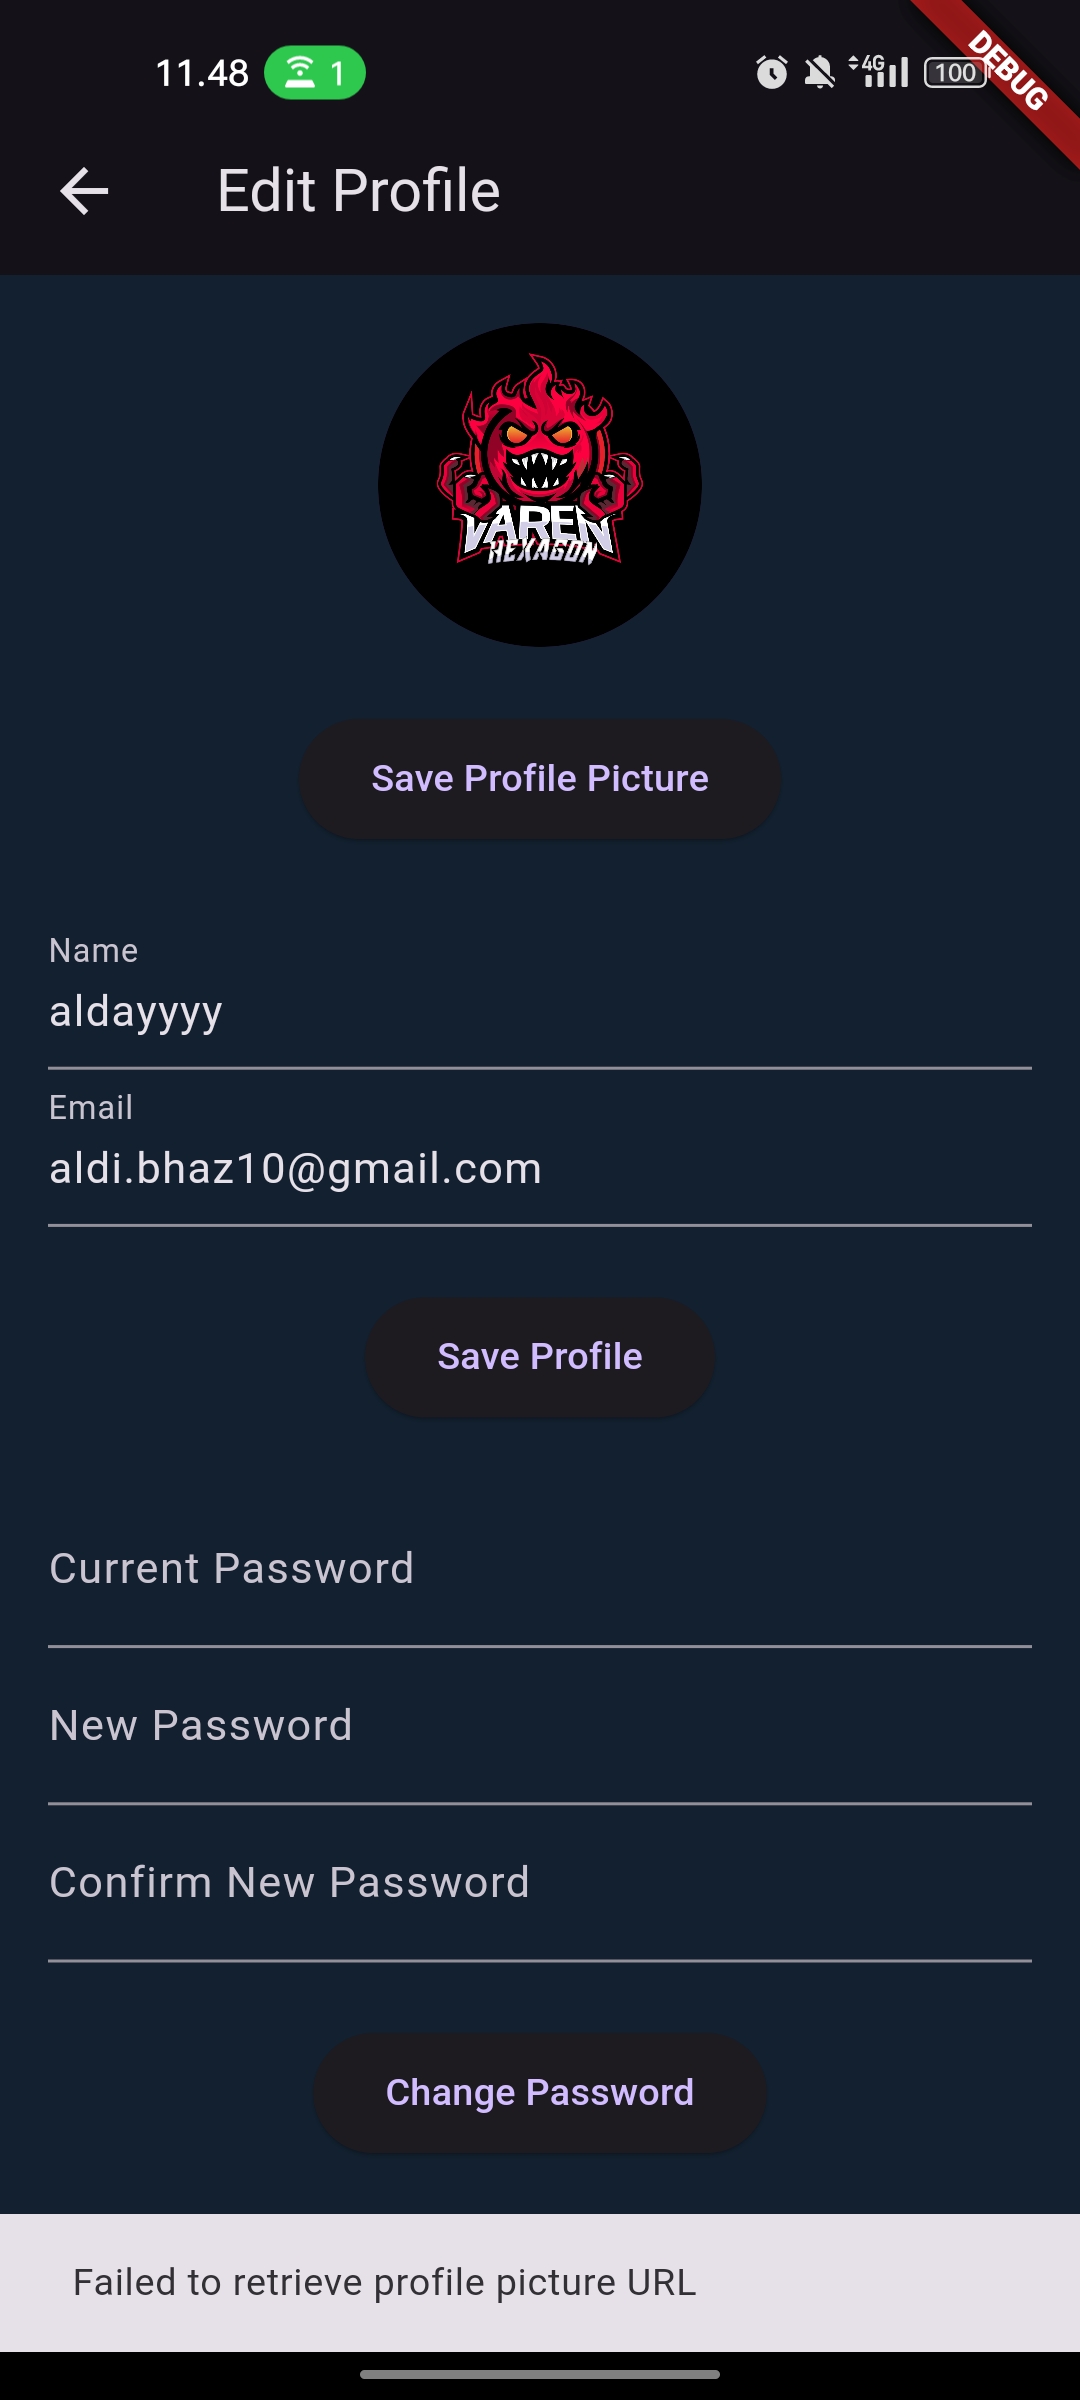 11.48
1
4G
100
DEBUG
Edit Profile
VAREN
HEXAGON
Save Profile Picture
Name
aldayyyy
Email
aldi.bhaz10@gmail.com
Save Profile
Current Password
New Password
Confirm New Password
Change Password
Failed to retrieve profile picture URL